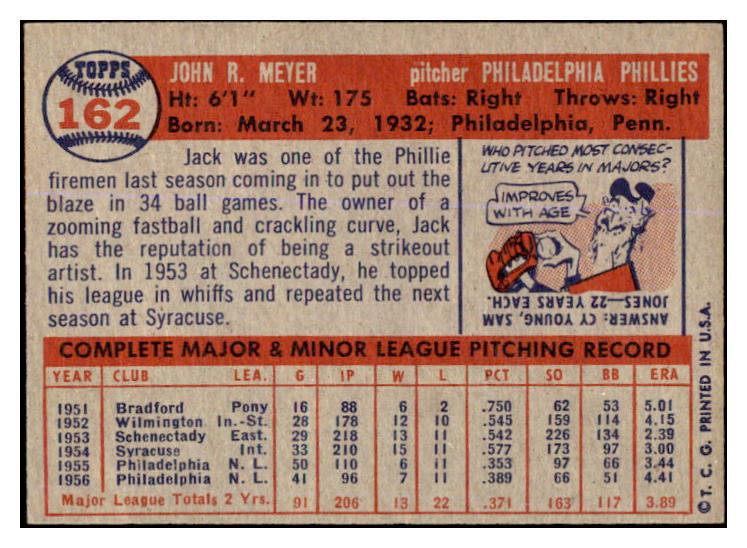 TOPPS
162
JOHN R. MEYER pitcher PHILADELPHIA PHILLIES
Ht: 6'1" Wt: 175 Bats: Right Throws: Right
Born: March 23, 1932; Philadelphia, Penn.
Jack was one of the Phillie
firemen last season coming in to put out the
blaze in 34 ball games. The owner of a
zooming fastball and crackling curve, Jack
has the reputation of being a strikeout
artist. In 1953 at Schenectady, he topped
his league in whiffs and repeated the next
season at Syracuse.
WHO PITCHED MOST CONSEC-
UTIVE YEARS IN MAJORS?
IMPROVES
WITH AGE
ANSWER: CY YOUNG, SAM
JONES—22 YEARS EACH.
COMPLETE MAJOR & MINOR LEAGUE PITCHING RECORD
YEAR CLUB LEA. G IP W L PCT SO BB ERA
1951 Bradford Pony 16 88 6 2 .750 62 53 5.01
1952 Wilmington In.-St. 28 178 12 10 .545 159 114 4.15
1953 Schenectady East. 29 218 13 11 .542 226 134 2.39
1954 Syracuse Int. 33 210 15 11 .577 173 97 3.00
1955 Philadelphia N. L. 50 110 6 11 .353 97 66 3.44
1956 Philadelphia N. L. 41 96 7 11 .389 66 51 4.41
Major League Totals 2 Yrs. 91 206 13 22 .371 163 117 3.89
© T. C. G. PRINTED IN U.S.A.